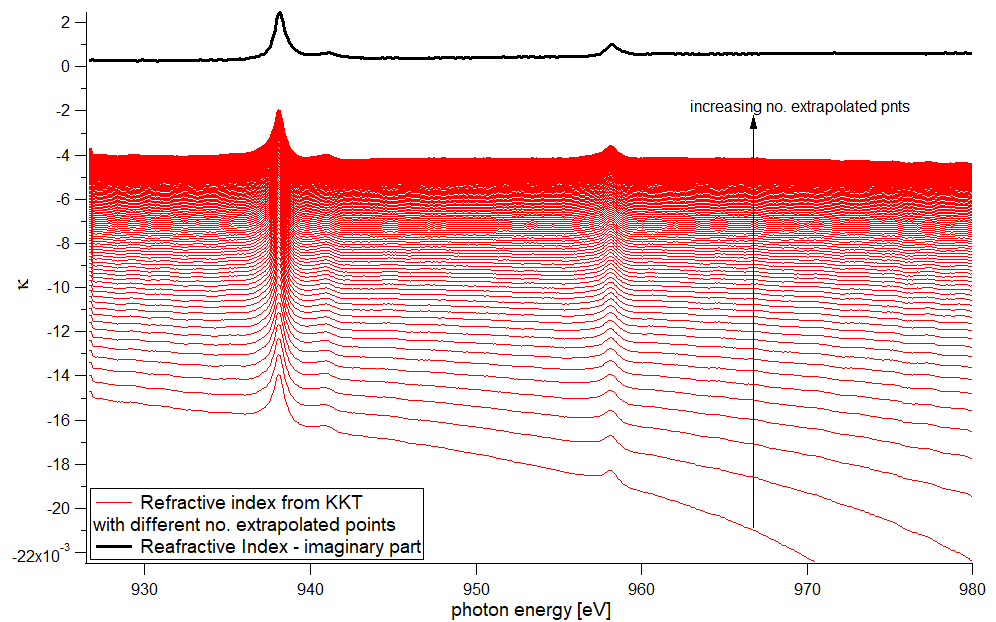 2
0
-2
-4
-6
-8
-10
-12
-14
-16
-18
-20
-22x10-3
κ
increasing no. extrapolated pnts
Refractive index from KKT
with different no. extrapolated points
Reafractive Index - imaginary part
930 940 950 960 970 980
photon energy [eV]